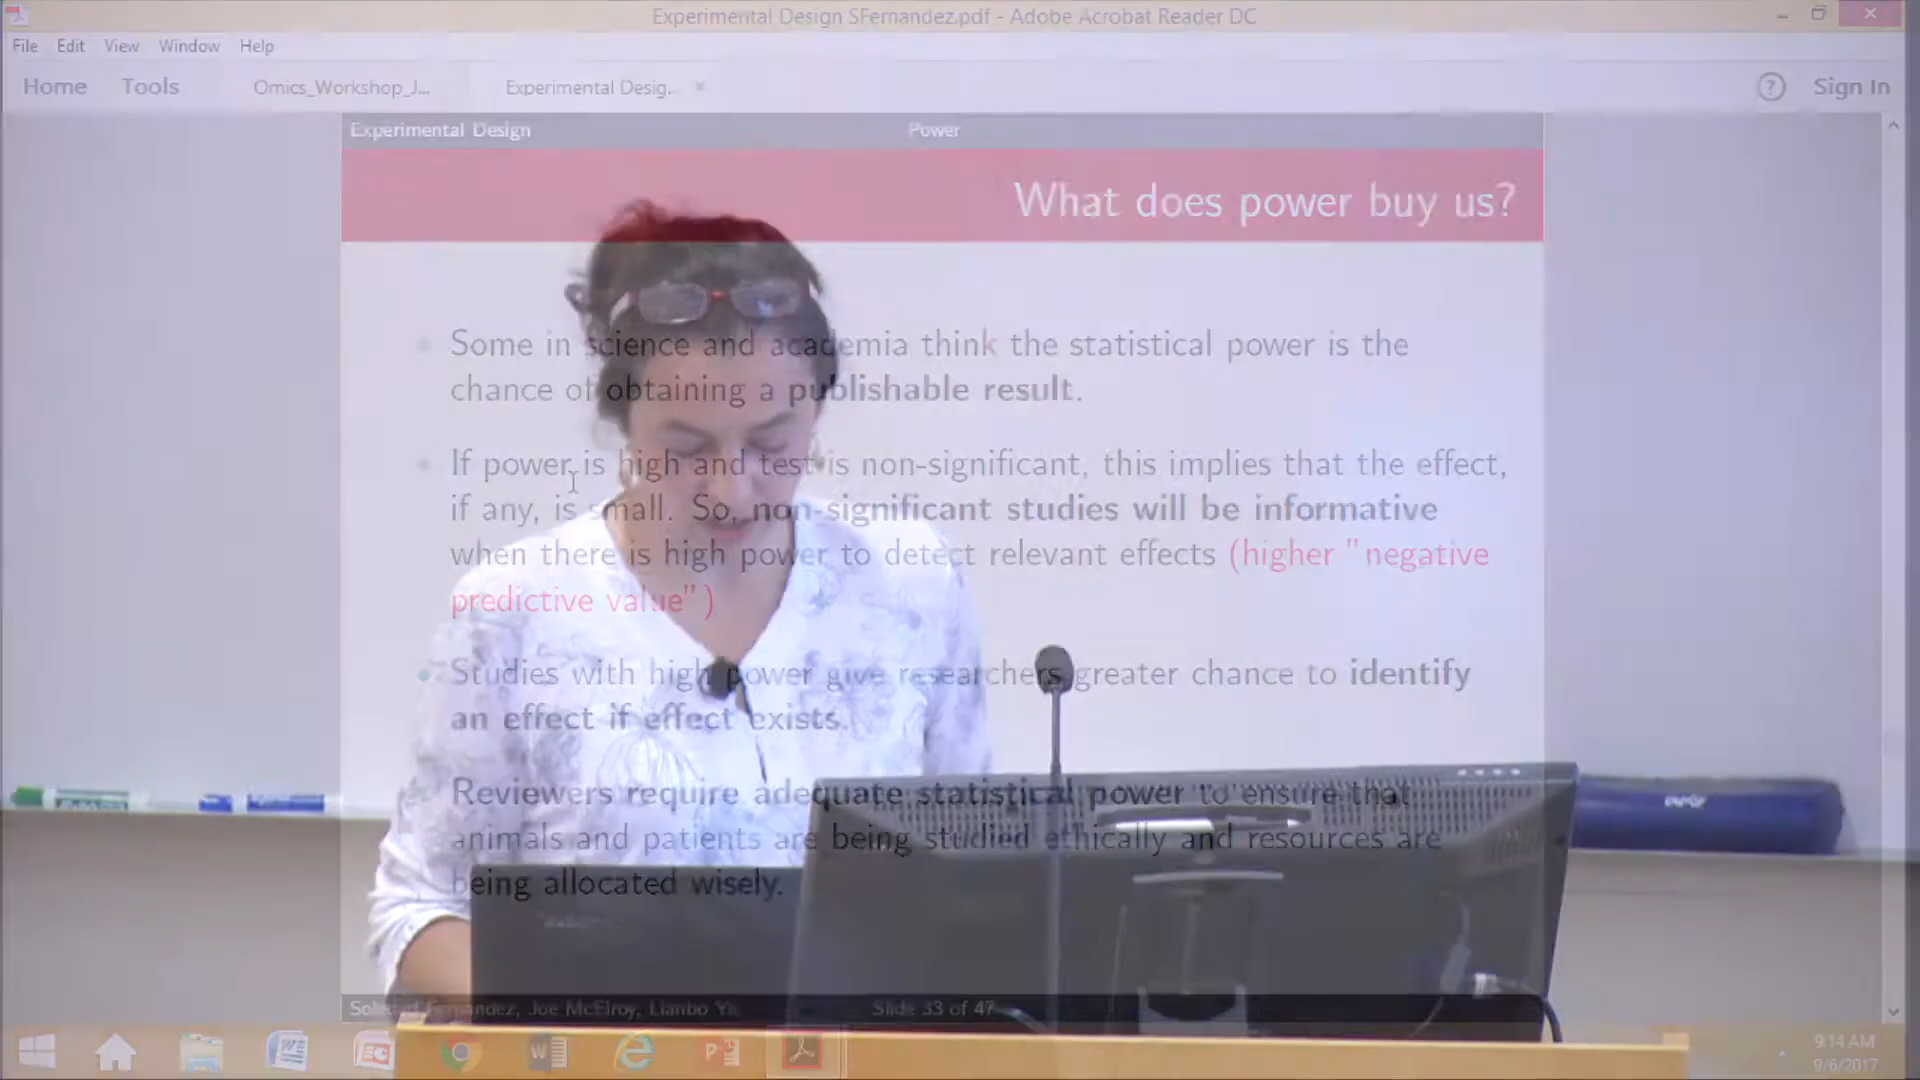 Experimental Design SFernandez.pdf - Adobe Acrobat Reader DC
File Edit View Window Help
Home Tools Omics_Workshop_J... Experimental Desig... × ? Sign In
Experimental Design Power
What does power buy us?
Some in science and academia think the statistical power is the
chance of obtaining a publishable result.
If power is high and test is non-significant, this implies that the effect,
if any, is small. So, non-significant studies will be informative
when there is high power to detect relevant effects (higher "negative
predictive value")
Studies with high power give researchers greater chance to identify
an effect if effect exists.
Reviewers require adequate statistical power to ensure that
animals and patients are being studied ethically and resources are
being allocated wisely.
Fernandez, Joe McElroy, Lianbo Slide 33 of 47
9:14 AM
9/6/2017